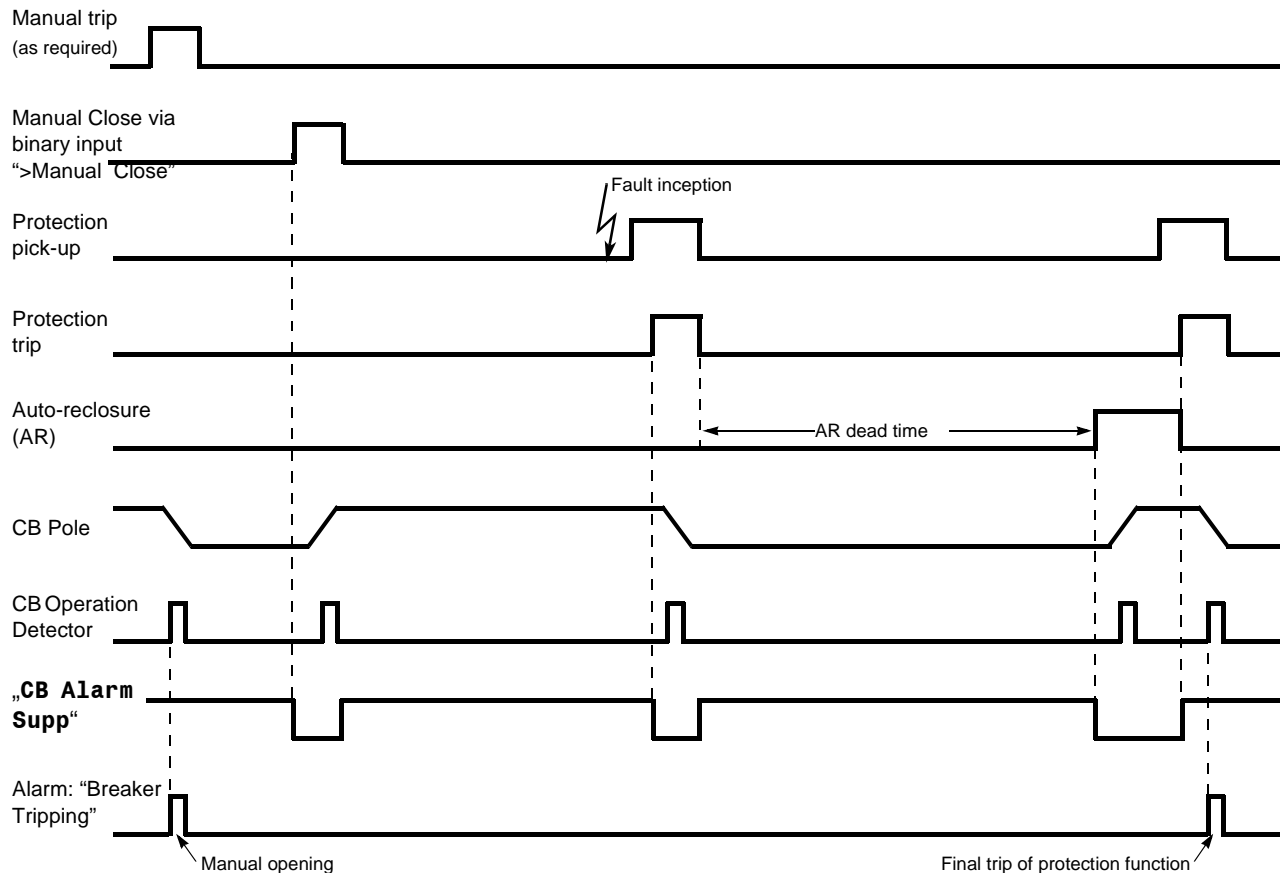 Manual trip
(as required)
Manual Close via
binary input
“>Manual Close”
Fault inception
Protection
pick-up
Protection
trip
Auto-reclosure
(AR)
AR dead time
CB Pole
CB Operation
Detector
„CB Alarm
Supp“
Alarm: “Breaker
Tripping”
Manual opening
Final trip of protection function